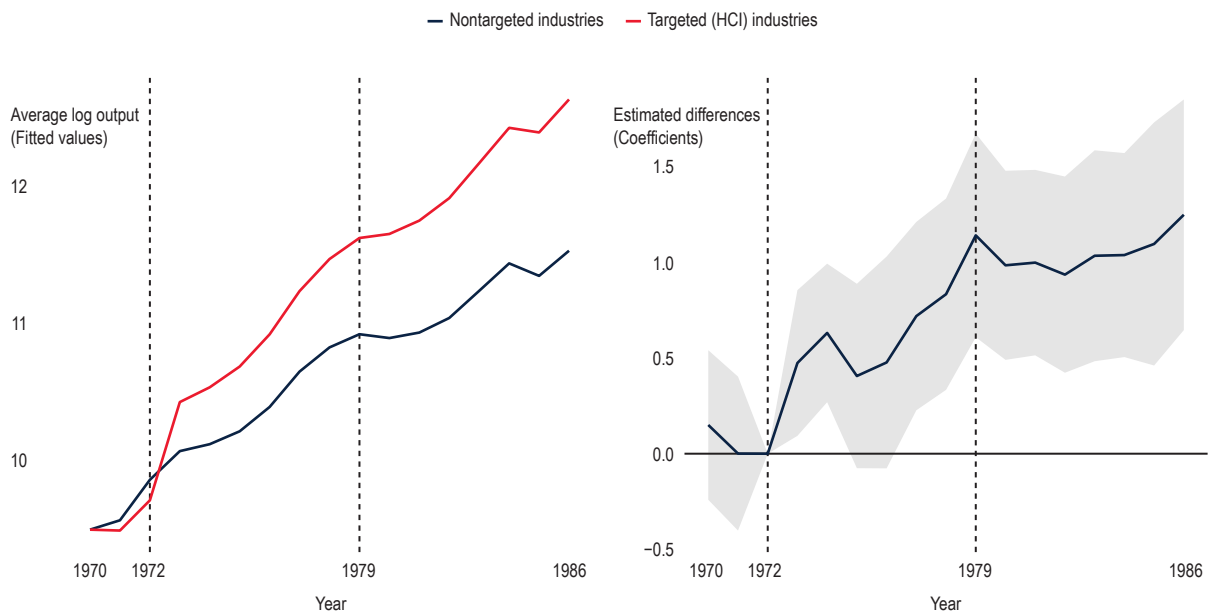 Nontargeted industries Targeted (HCI) industries
Average log output
(Fitted values)
12
11
10
1970 1972 1979 1986
Year
Estimated differences
(Coefficients)
1.5
1.0
0.5
0.0
−0.5
1970 1972 1979 1986
Year